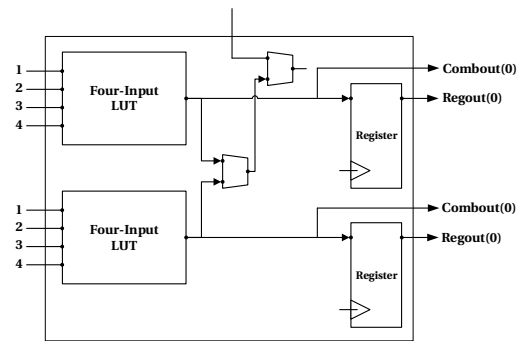 1
2
3
4
Four-Input
LUT
Combout(0)
Regout(0)
Register
1
2
3
4
Four-Input
LUT
Combout(0)
Regout(0)
Register